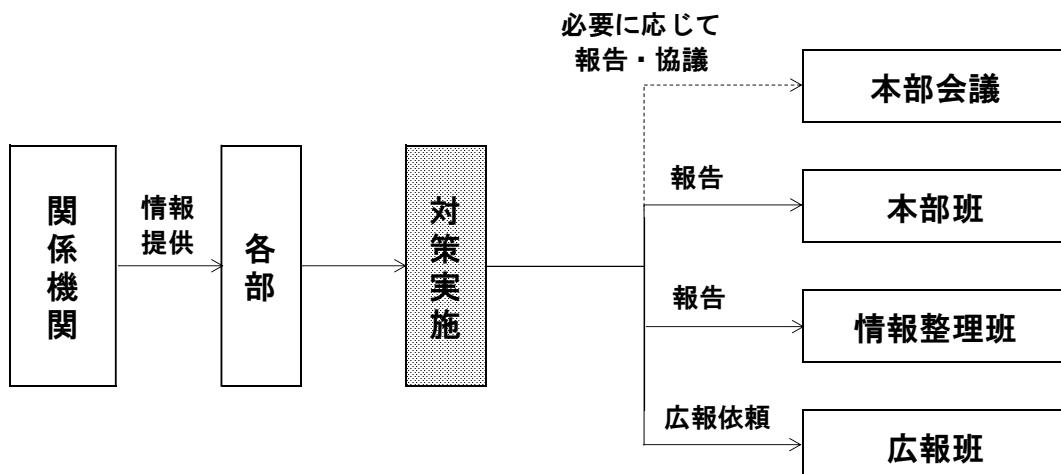 関係機関
情報
提供
各部
対策実施
必要に応じて
報告・協議
本部会議
報告
本部班
報告
情報整理班
広報依頼
広報班